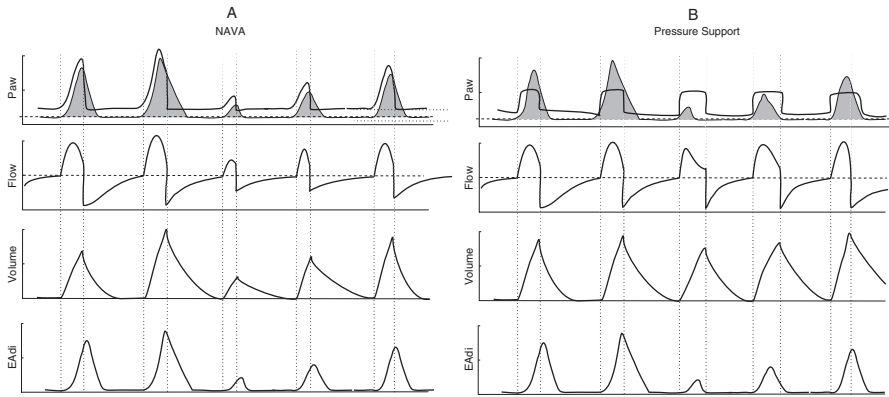 A
NAVA
Paw
Flow
Volume
EAdi
B
Pressure Support
Paw
Flow
Volume
EAdi